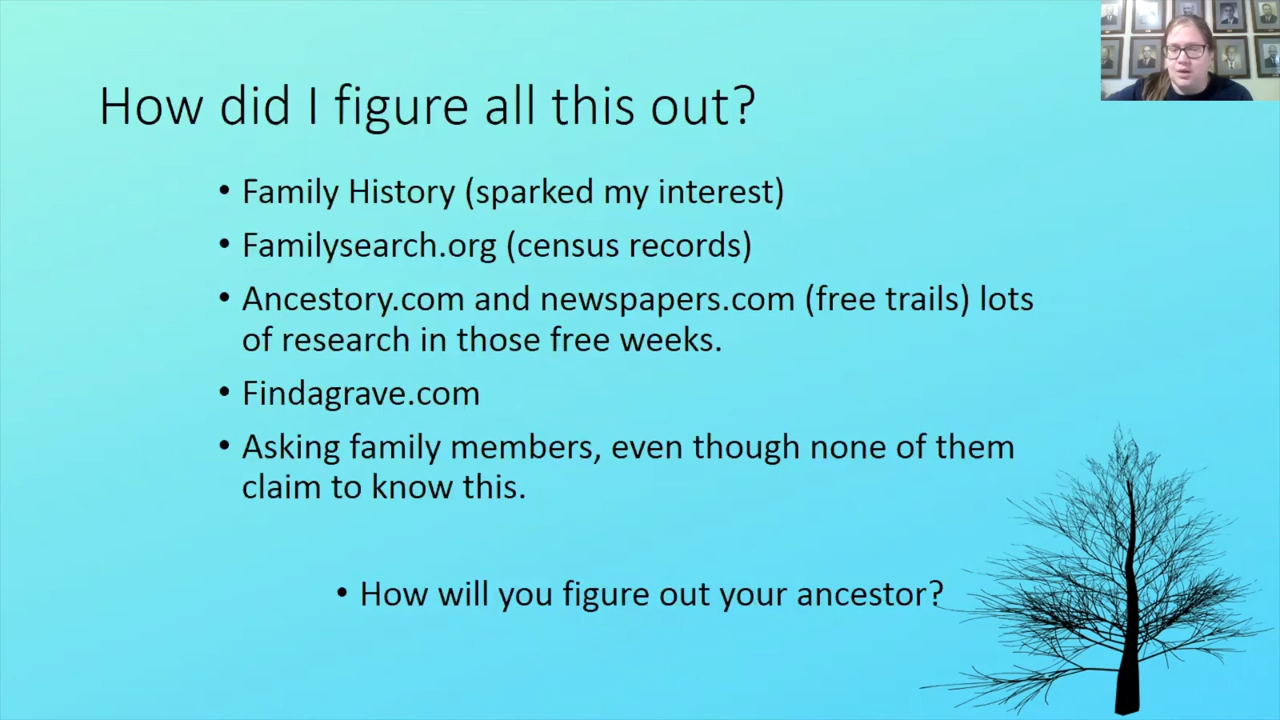 How did I figure all this out?
• Family History (sparked my interest)
• Familysearch.org (census records)
• Ancestory.com and newspapers.com (free trails) lots
of research in those free weeks.
• Findagrave.com
• Asking family members, even though none of them
claim to know this.
• How will you figure out your ancestor?